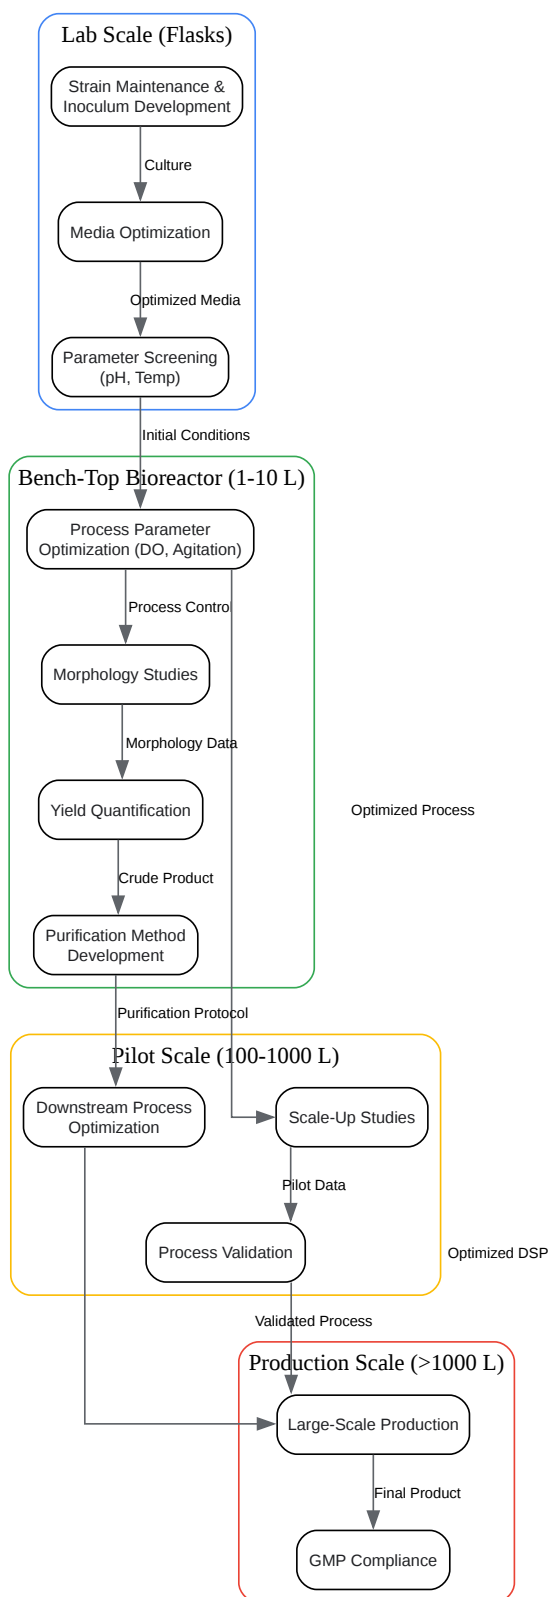 Lab Scale (Flasks)
Strain Maintenance &
Inoculum Development
Culture
Media Optimization
Optimized Media
Parameter Screening
(pH, Temp)
Initial Conditions
Bench-Top Bioreactor (1-10 L)
Process Parameter
Optimization (DO, Agitation)
Process Control
Morphology Studies
Morphology Data
Yield Quantification
Optimized Process
Crude Product
Purification Method
Development
Purification Protocol
Pilot Scale (100-1000 L)
Downstream Process
Optimization
Scale-Up Studies
Pilot Data
Process Validation
Optimized DSP
Validated Process
Production Scale (>1000 L)
Large-Scale Production
Final Product
GMP Compliance